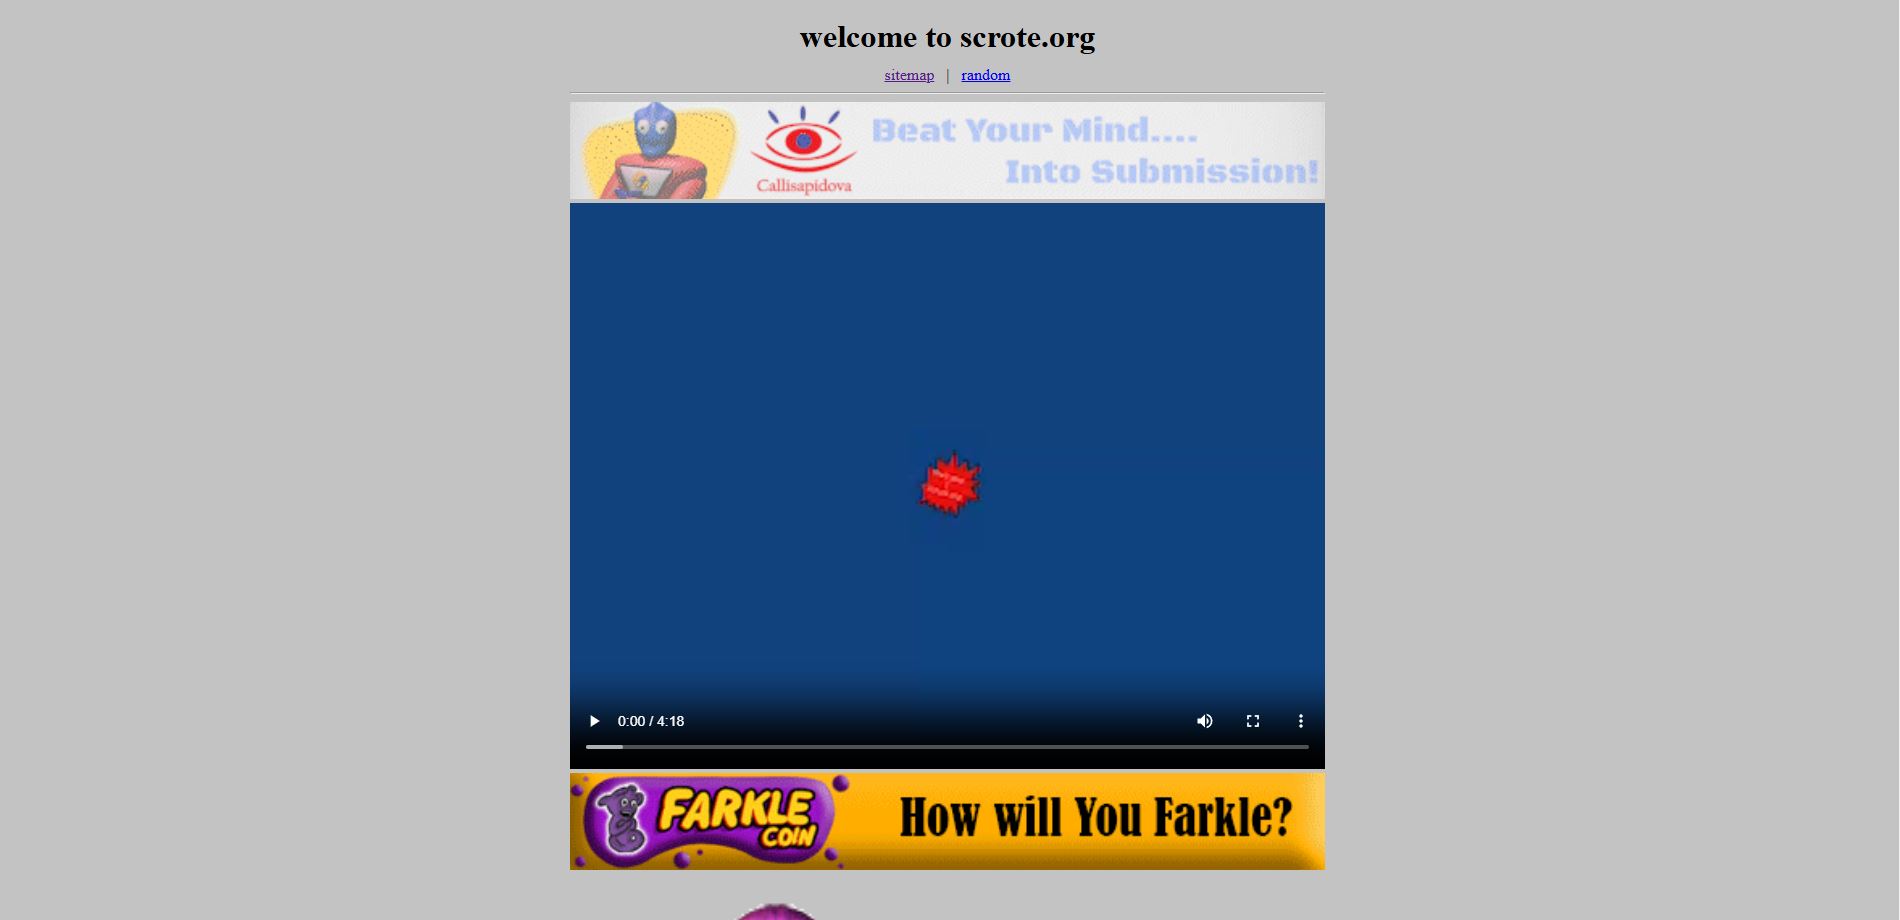 welcome to scrote.org
sitemap | random
Callisapidova
Beat Your Mind....
Into Submission!
0:00 / 4:18
FARKLE
COIN
How will You Farkle?